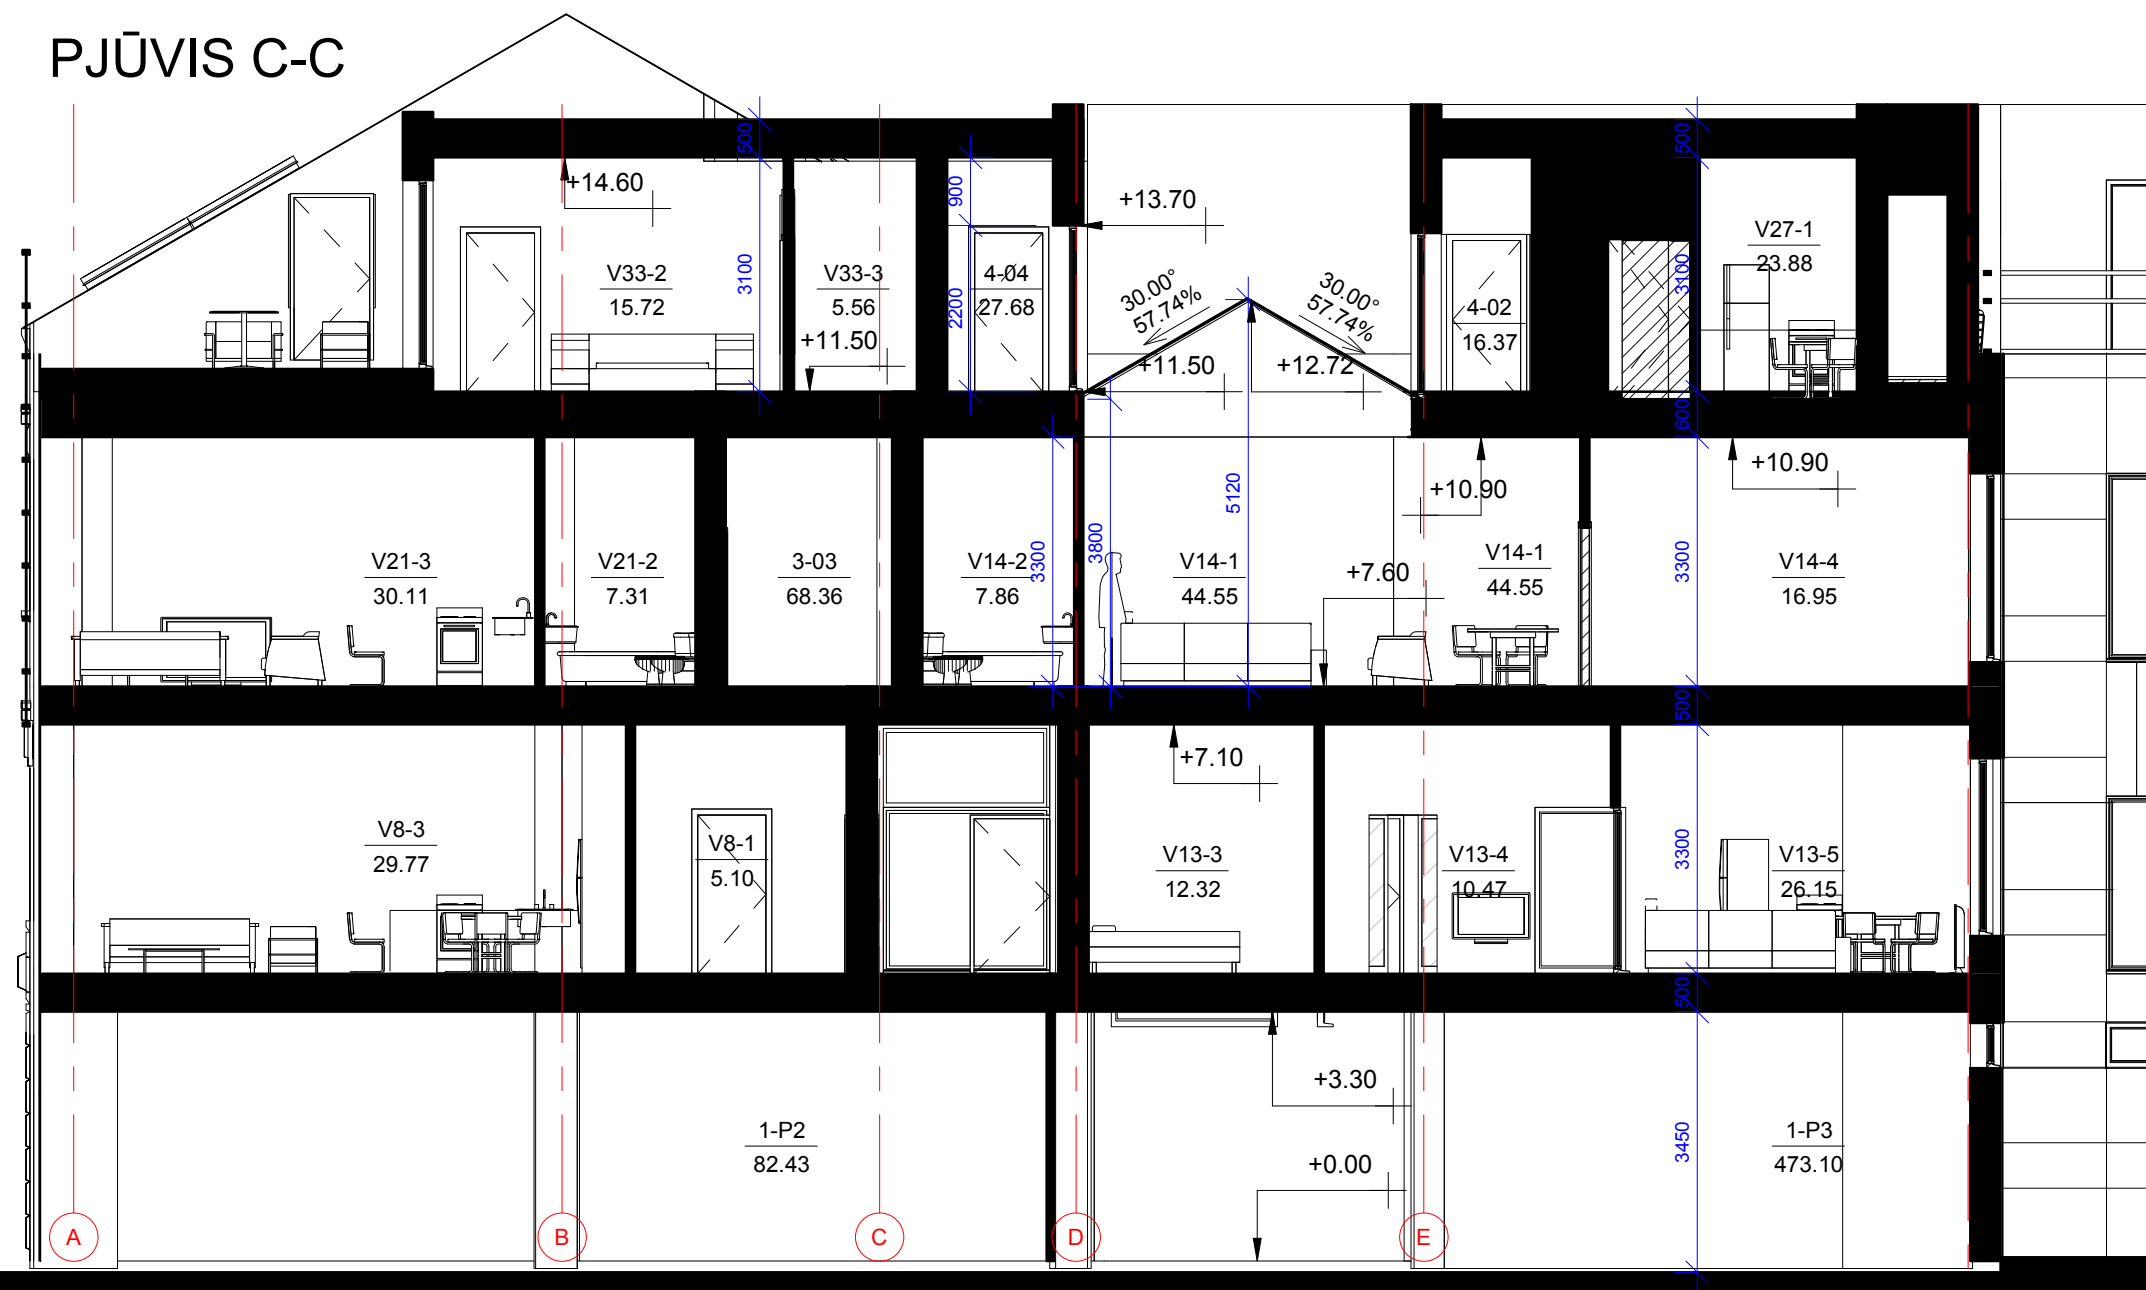 PJŪVIS C-C
500
500
+14.60
900
+13.70
V27-1
23.88
V33-2
15.72
3100
V33-3
5.56
4-04
27.68
2200
30.00°
57.74%
30.00°
57.74%
4-02
16.37
3100
+11.50
+11.50
+12.72
600
+10.90
+10.90
5120
V21-3
30.11
V21-2
7.31
3-03
68.36
V14-2
7.86
3300
3800
V14-1
44.55
+7.60
V14-1
44.55
3300
V14-4
16.95
500
+7.10
V8-3
29.77
V8-1
5.10
V13-3
12.32
V13-4
10.47
3300
V13-5
26.15
500
+3.30
1-P2
82.43
+0.00
3450
1-P3
473.10
A
B
C
D
E